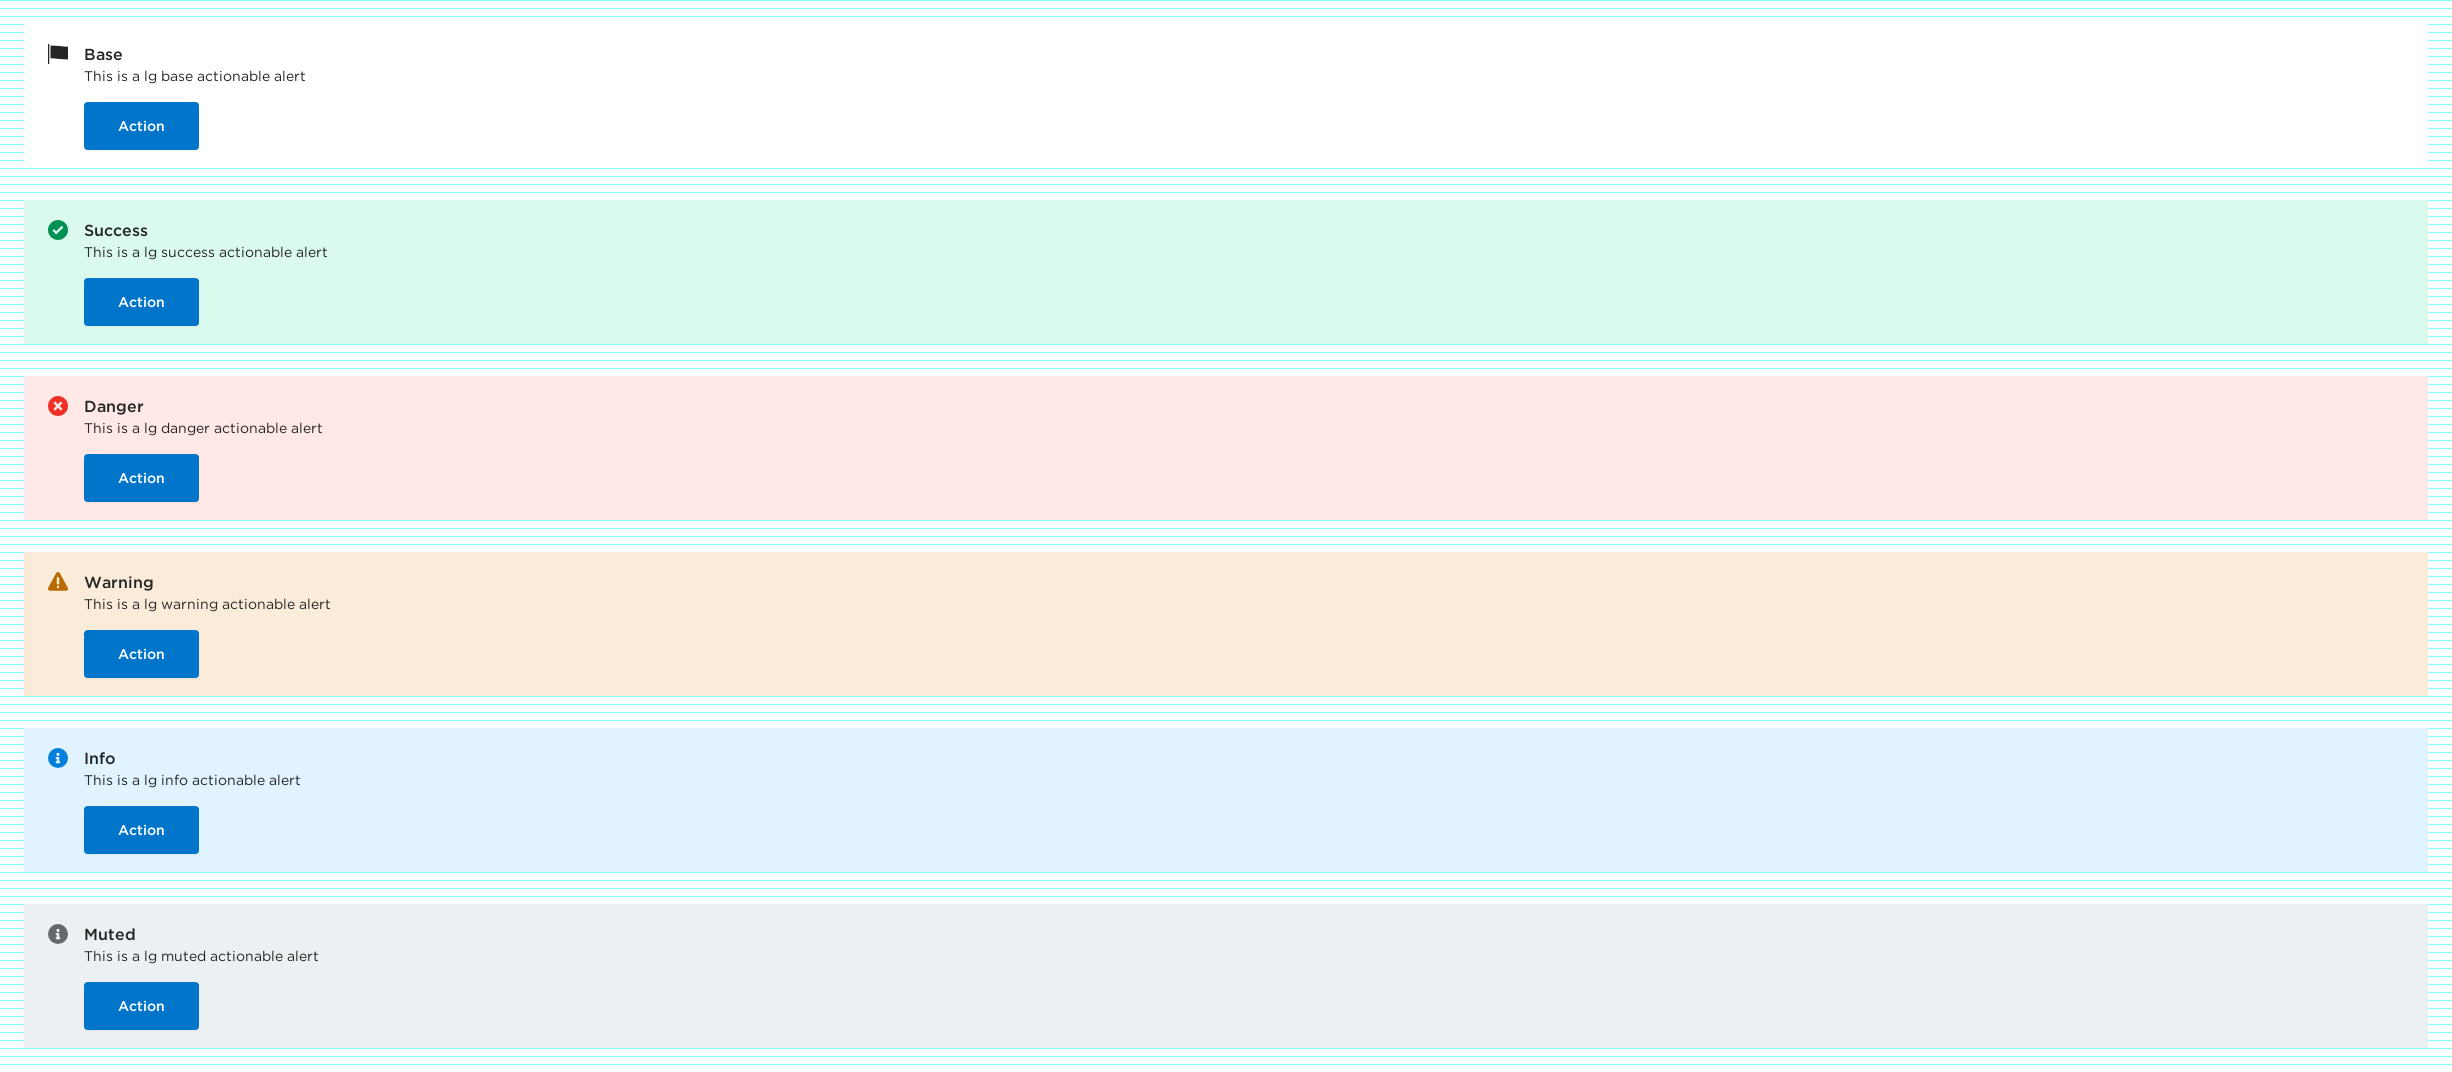 Base
This is a lg base actionable alert
Action
Success
This is a lg success actionable alert
Action
Danger
This is a lg danger actionable alert
Action
Warning
This is a lg warning actionable alert
Action
Info
This is a lg info actionable alert
Action
Muted
This is a lg muted actionable alert
Action